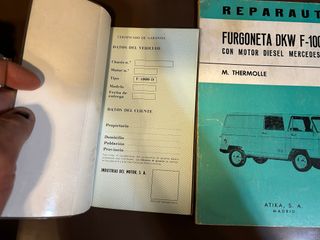 CERTIFICADO DE GARANTIA
DATOS DEL VEHICULO
Chasis n.º
Motor n.º
Tipo F-1000 D
Modelo
Fecha de entrega
DATOS DEL CLIENTE
Propietario
Domicilio
Población
Provincia
INDUSTRIAS DEL MOTOR, S. A.
REPARAUT
FURGONETA DKW F-100
CON MOTOR DIESEL MERCEDES
M. THERMOLLE
ATIKA, S. A.
MADRID